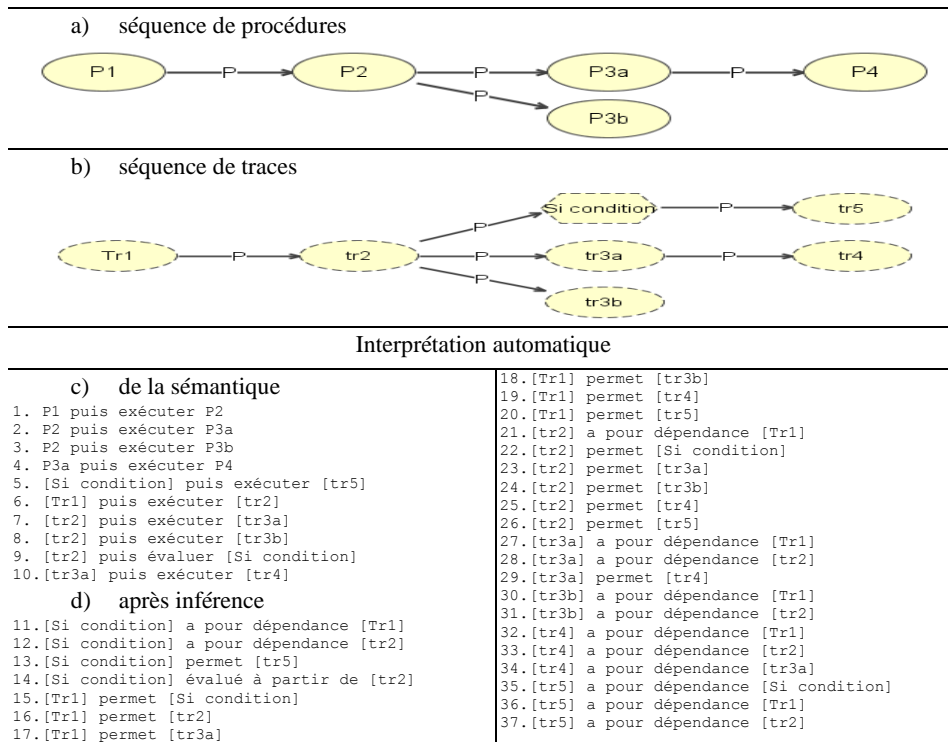 a) séquence de procédures
P1 P P2 P P3a P P4
P
P3b
b) séquence de traces
Si condition P tr5
P
Tr1 P tr2 P tr3a P tr4
P
tr3b
Interprétation automatique
c) de la sémantique
1. P1 puis exécuter P2
2. P2 puis exécuter P3a
3. P2 puis exécuter P3b
4. P3a puis exécuter P4
5. [Si condition] puis exécuter [tr5]
6. [Tr1] puis exécuter [tr2]
7. [tr2] puis exécuter [tr3a]
8. [tr2] puis exécuter [tr3b]
9. [tr2] puis évaluer [Si condition]
10.[tr3a] puis exécuter [tr4]
d) après inférence
11.[Si condition] a pour dépendance [Tr1]
12.[Si condition] a pour dépendance [tr2]
13.[Si condition] permet [tr5]
14.[Si condition] évalué à partir de [tr2]
15.[Tr1] permet [Si condition]
16.[Tr1] permet [tr2]
17.[Tr1] permet [tr3a]
18.[Tr1] permet [tr3b]
19.[Tr1] permet [tr4]
20.[Tr1] permet [tr5]
21.[tr2] a pour dépendance [Tr1]
22.[tr2] permet [Si condition]
23.[tr2] permet [tr3a]
24.[tr2] permet [tr3b]
25.[tr2] permet [tr4]
26.[tr2] permet [tr5]
27.[tr3a] a pour dépendance [Tr1]
28.[tr3a] a pour dépendance [tr2]
29.[tr3a] permet [tr4]
30.[tr3b] a pour dépendance [Tr1]
31.[tr3b] a pour dépendance [tr2]
32.[tr4] a pour dépendance [Tr1]
33.[tr4] a pour dépendance [tr2]
34.[tr4] a pour dépendance [tr3a]
35.[tr5] a pour dépendance [Si condition]
36.[tr5] a pour dépendance [Tr1]
37.[tr5] a pour dépendance [tr2]